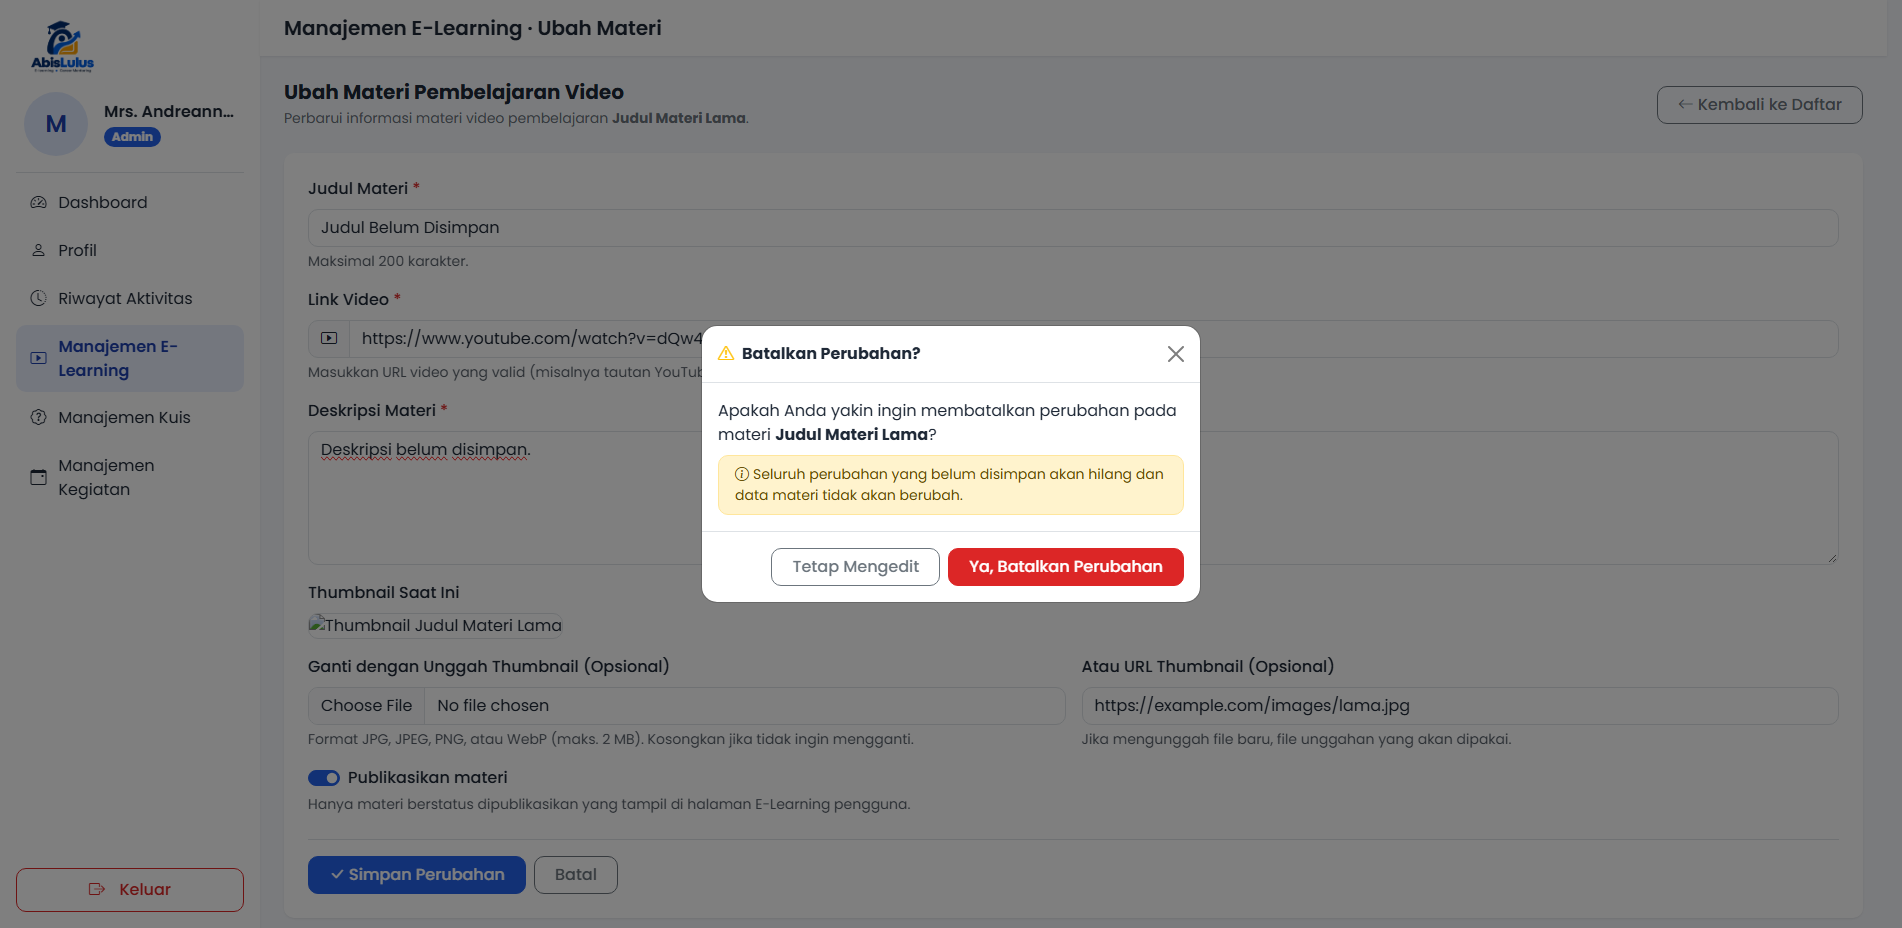 AbisLulus
Mrs. Andreann...
Admin
Dashboard
Profil
Riwayat Aktivitas
Manajemen E-
Learning
Manajemen Kuis
Manajemen
Kegiatan
Keluar
Manajemen E-Learning · Ubah Materi
Ubah Materi Pembelajaran Video
Perbarui informasi materi video pembelajaran Judul Materi Lama.
← Kembali ke Daftar
Judul Materi *
Judul Belum Disimpan
Maksimal 200 karakter.
Link Video *
https://www.youtube.com/watch?v=dQw4
Masukkan URL video yang valid (misalnya tautan YouTub
Deskripsi Materi *
Deskripsi belum disimpan.
Batalkan Perubahan?
Apakah Anda yakin ingin membatalkan perubahan pada
materi Judul Materi Lama?
Seluruh perubahan yang belum disimpan akan hilang dan
data materi tidak akan berubah.
Tetap Mengedit
Ya, Batalkan Perubahan
Thumbnail Saat Ini
Thumbnail Judul Materi Lama
Ganti dengan Unggah Thumbnail (Opsional)
Choose File No file chosen
Format JPG, JPEG, PNG, atau WebP (maks. 2 MB). Kosongkan jika tidak ingin mengganti.
Atau URL Thumbnail (Opsional)
https://example.com/images/lama.jpg
Jika mengunggah file baru, file unggahan yang akan dipakai.
Publikasikan materi
Hanya materi berstatus dipublikasikan yang tampil di halaman E-Learning pengguna.
Simpan Perubahan
Batal